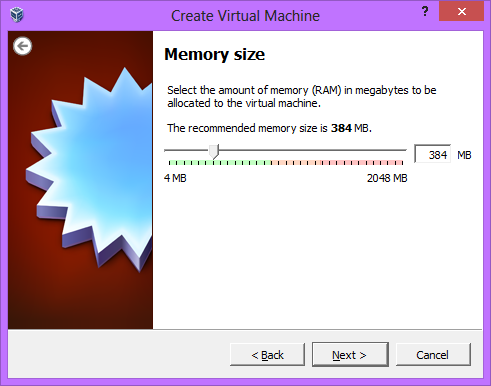 Create Virtual Machine
?
Memory size
Select the amount of memory (RAM) in megabytes to be
allocated to the virtual machine.
The recommended memory size is 384 MB.
384 MB
4 MB 2048 MB
< Back Next > Cancel